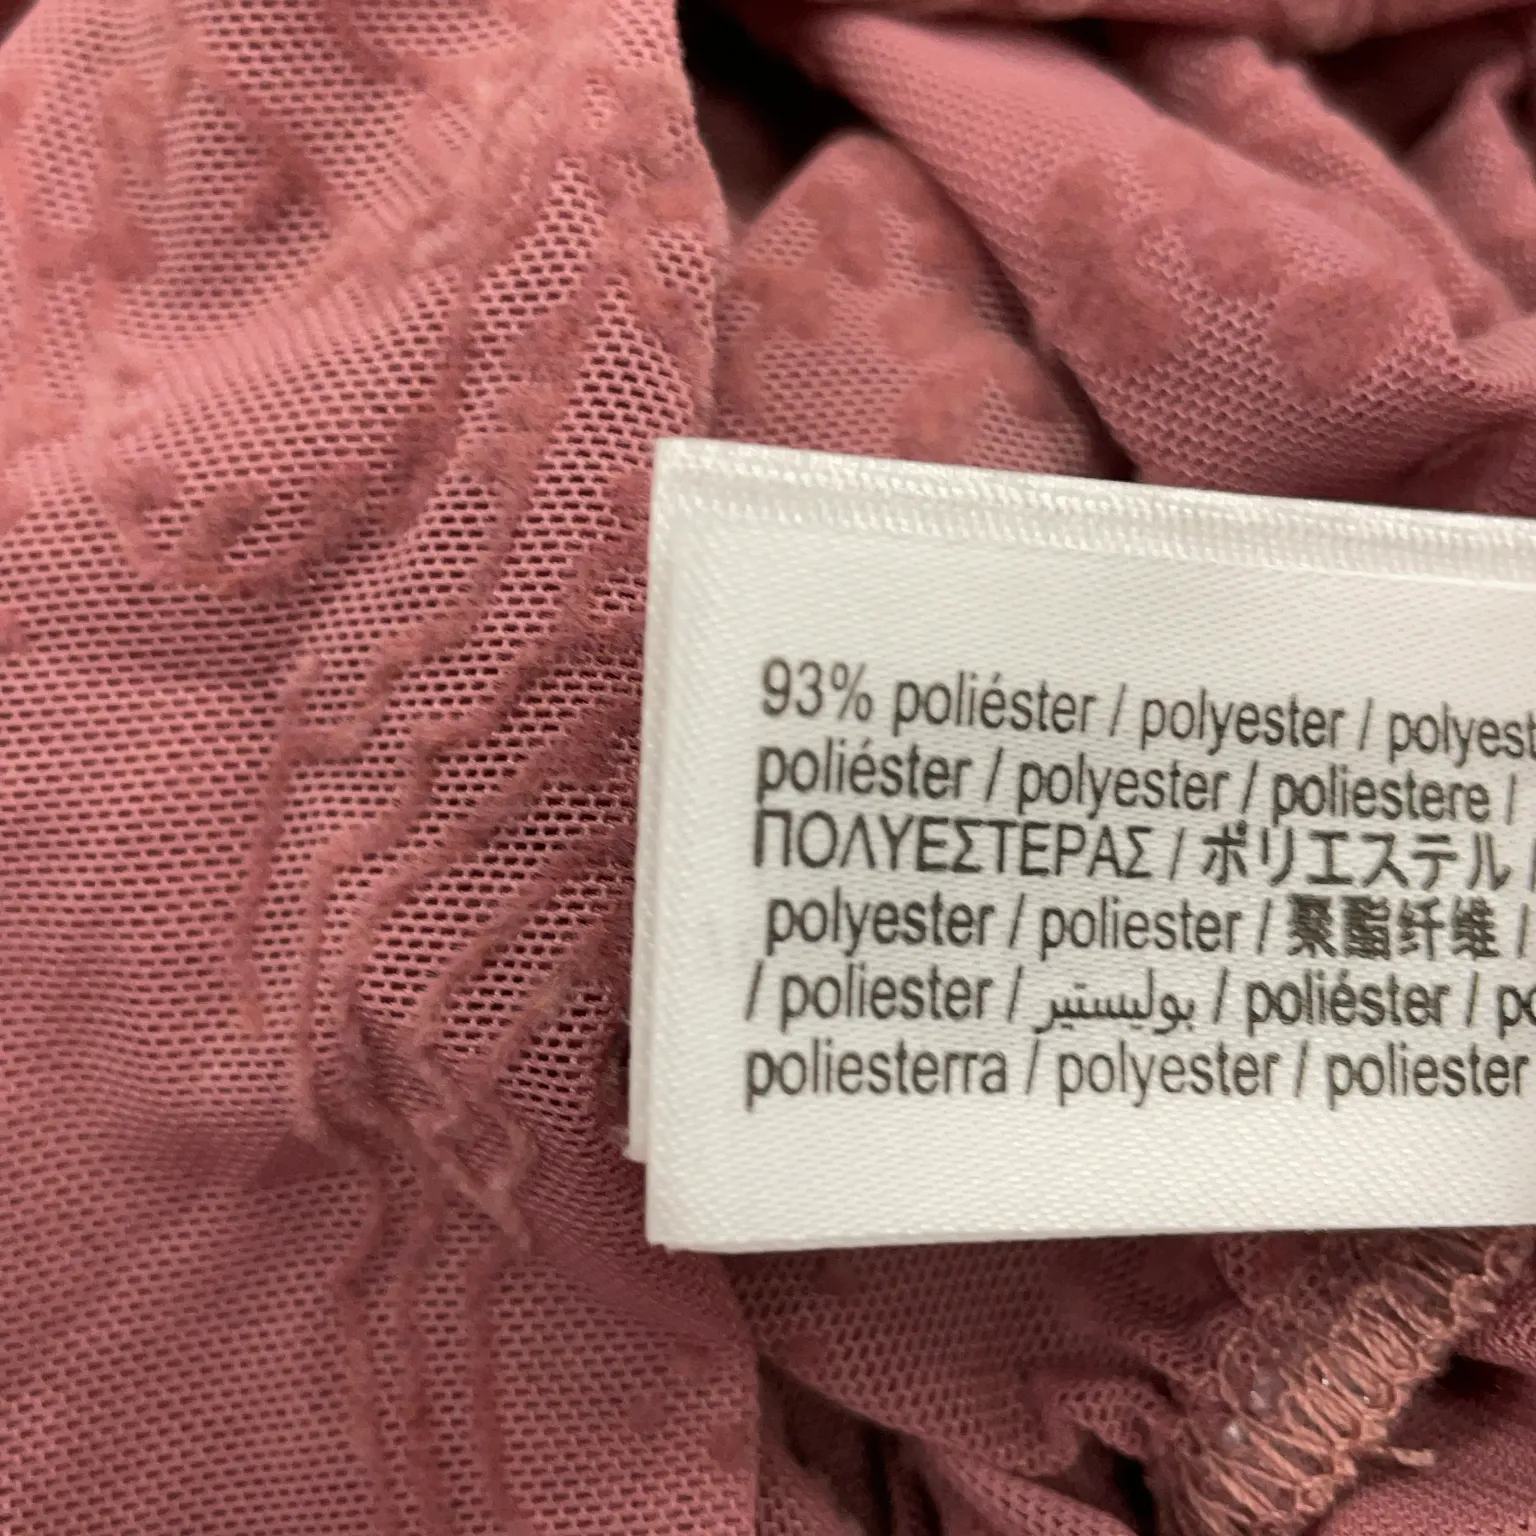 93% poliéster / polyester / polyest
poliéster / polyester / poliestere /
ΠΟΛΥΕΣΤΕΡΑΣ / ポリエステル /
polyester / poliester / 聚酯纤维 /
/ poliester / بوليستير / poliéster / po
poliesterra / polyester / poliester